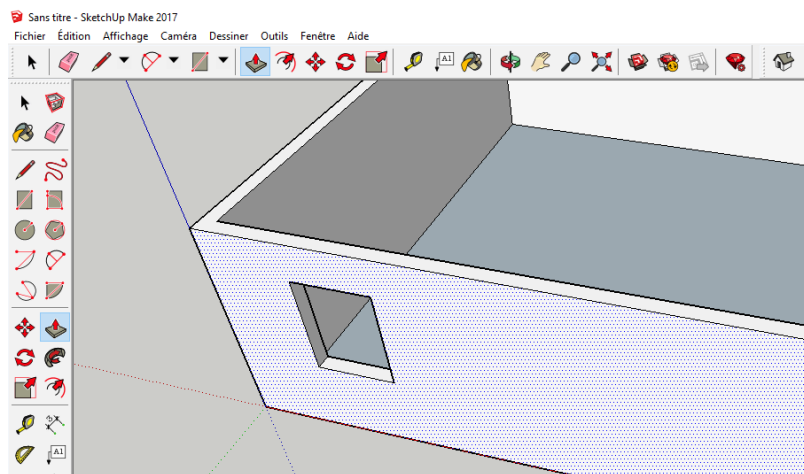 Sans titre - SketchUp Make 2017
Fichier Édition Affichage Caméra Dessiner Outils Fenêtre Aide
A1
A1